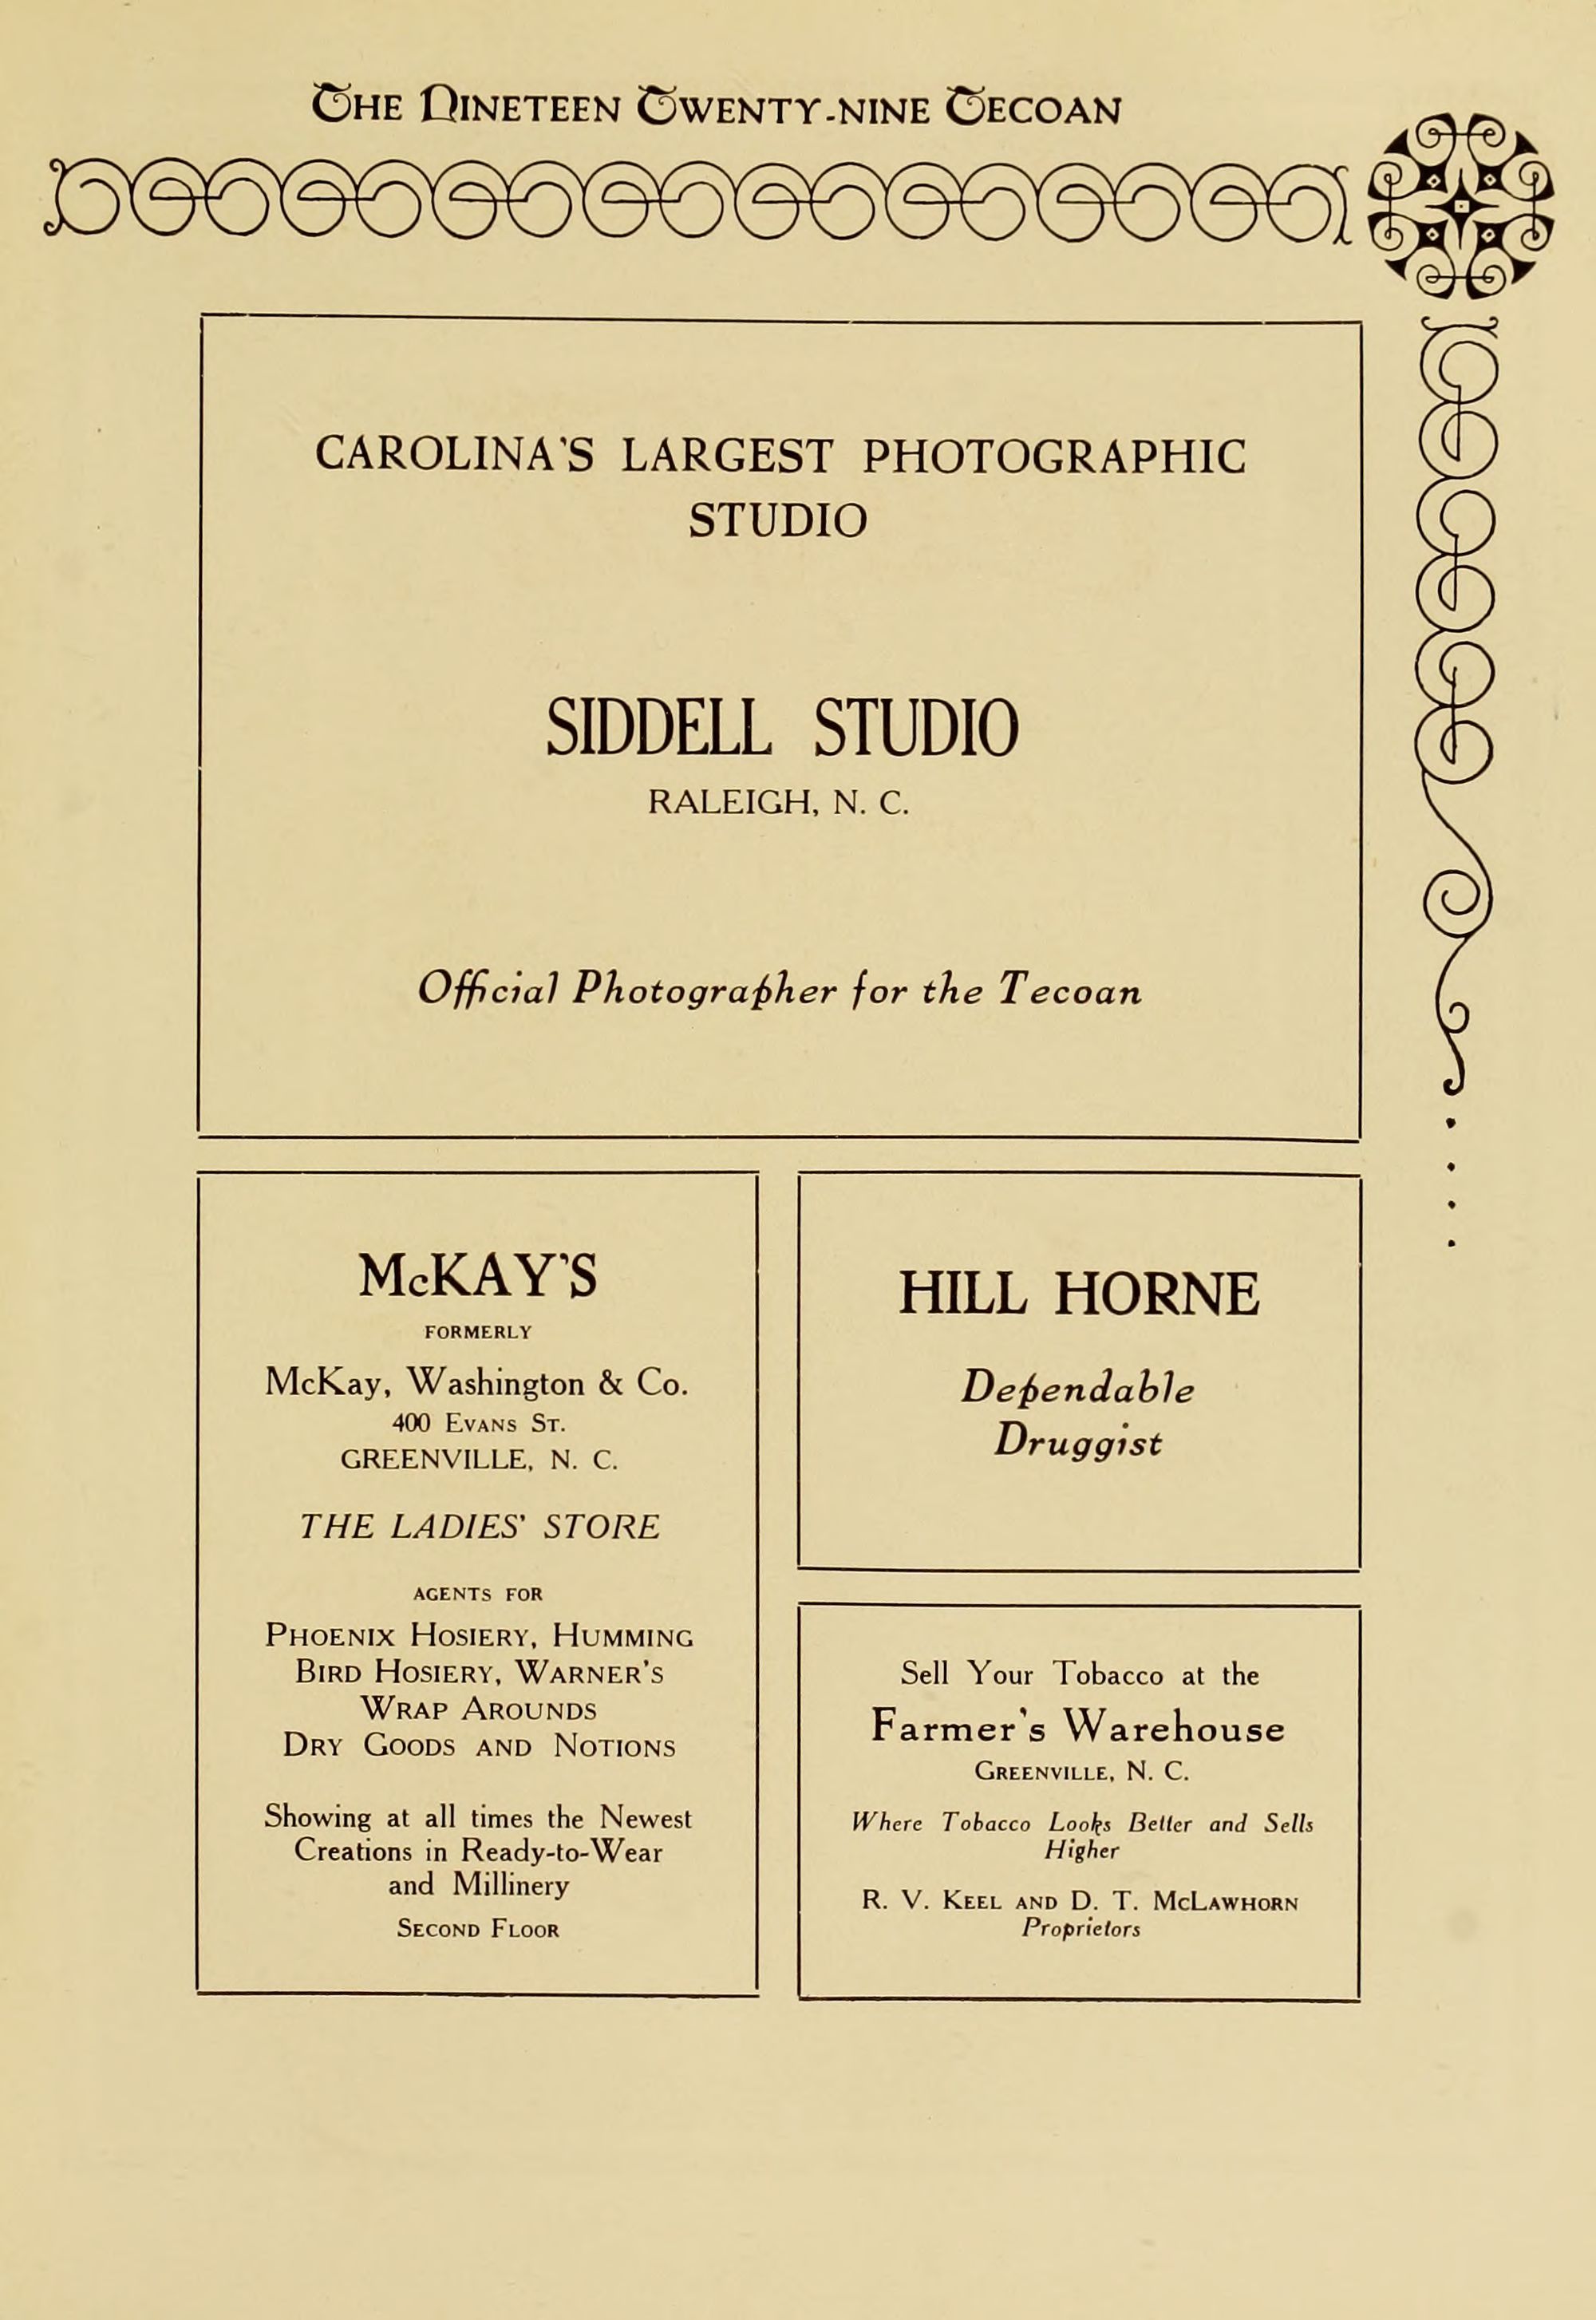 The Nineteen Twenty-nine Tecoan
CAROLINA'S LARGEST PHOTOGRAPHIC
STUDIO
SIDDELL STUDIO
RALEIGH, N. C.
Official Photographer for the Tecoan
McKAY'S
FORMERLY
McKay, Washington & Co.
400 Evans St.
GREENVILLE, N. C.
THE LADIES' STORE
AGENTS FOR
Phoenix Hosiery, Humming
Bird Hosiery, Warner's
Wrap Arounds
Dry Goods and Notions
Showing at all times the Newest
Creations in Ready-to-Wear
and Millinery
Second Floor
HILL HORNE
Dependable
Druggist
Sell Your Tobacco at the
Farmer's Warehouse
Greenville, N. C.
Where Tobacco Looks Better and Sells
Higher
R. V. Keel and D. T. McLawhorn
Proprietors